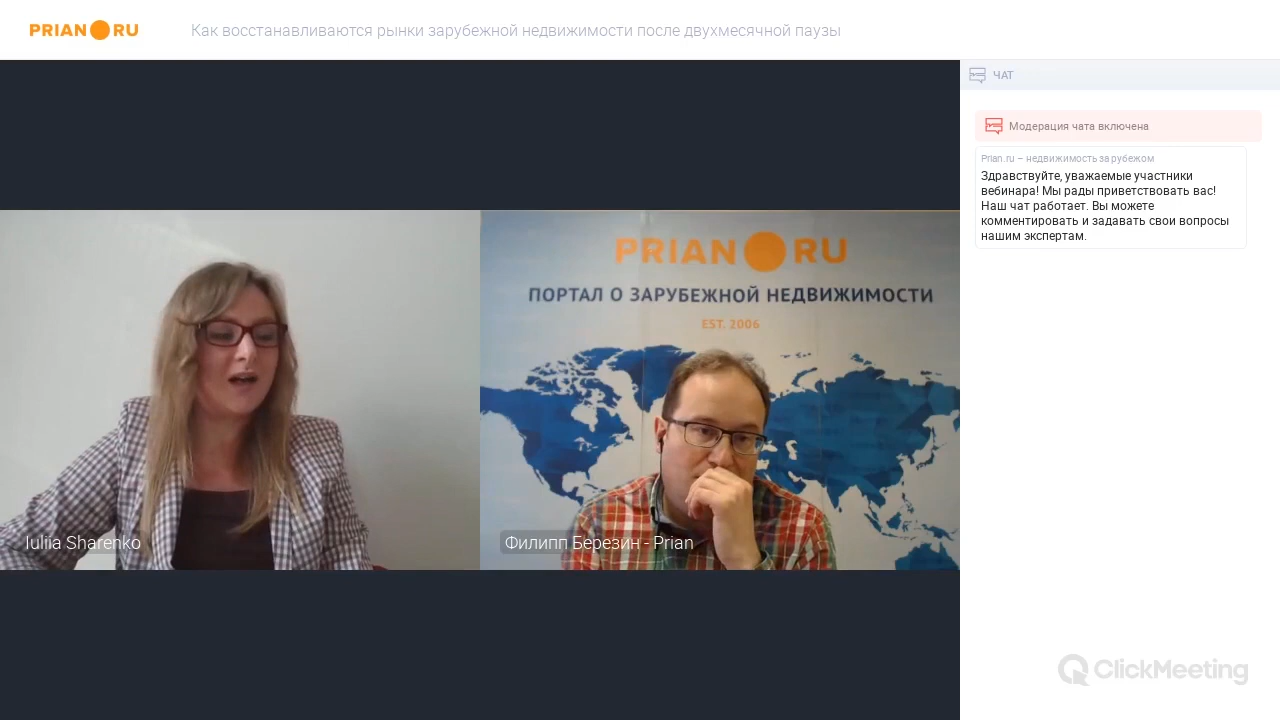 PRIAN RU
Как восстанавливаются рынки зарубежной недвижимости после двухмесячной паузы
ЧАТ
Модерация чата включена
Prian.ru – недвижимость за рубежом
Здравствуйте, уважаемые участники
вебинара! Мы рады приветствовать вас!
Наш чат работает. Вы можете
комментировать и задавать свои вопросы
нашим экспертам.
PRIAN RU
ПОРТАЛ О ЗАРУБЕЖНОЙ НЕДВИЖИМОСТИ
EST. 2006
Iuliia Sharenko
Филипп Березин - Prian
ClickMeeting